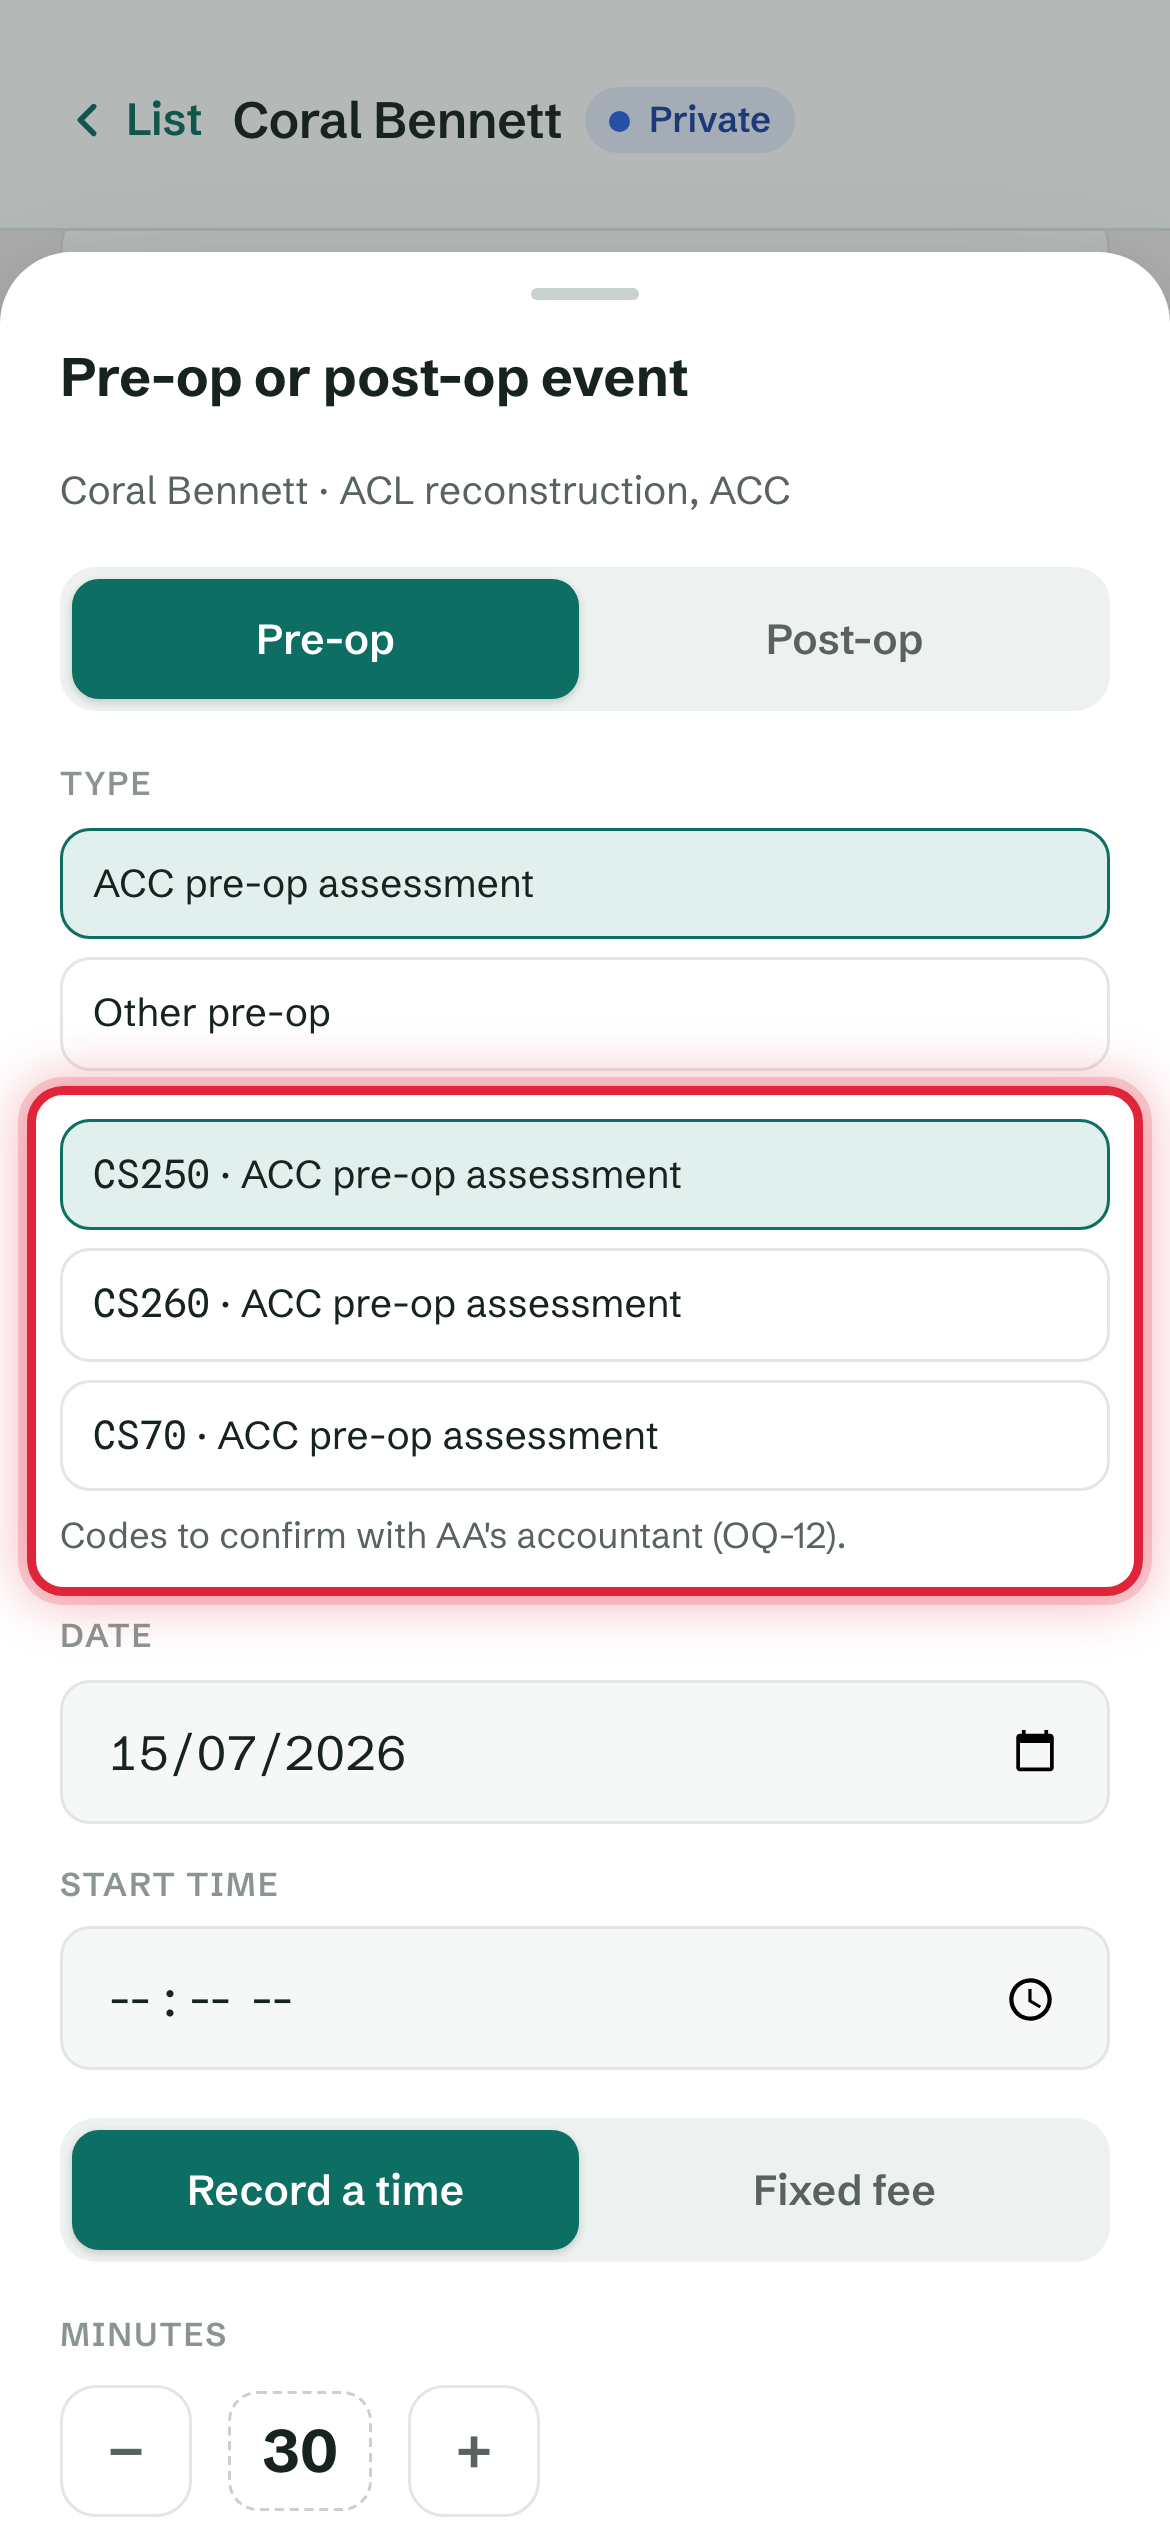 List Coral Bennett Private
Pre-op or post-op event
Coral Bennett · ACL reconstruction, ACC
Pre-op Post-op
TYPE
ACC pre-op assessment
Other pre-op
CS250 · ACC pre-op assessment
CS260 · ACC pre-op assessment
CS70 · ACC pre-op assessment
Codes to confirm with AA's accountant (OQ-12).
DATE
15/07/2026
START TIME
-- : -- --
Record a time Fixed fee
MINUTES
− 30 +